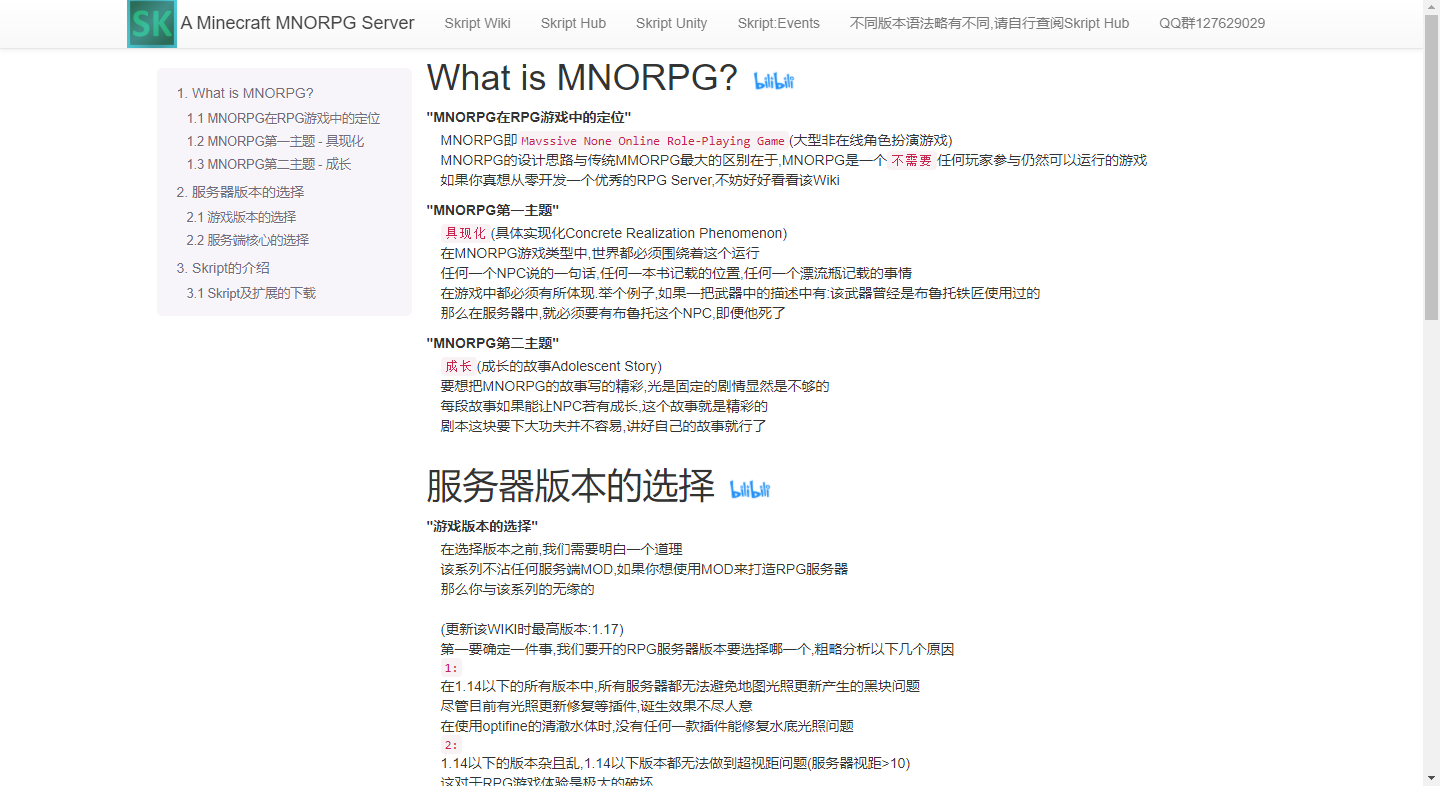 SK A Minecraft MNORPG Server Skript Wiki Skript Hub Skript Unity Skript:Events 不同版本语法略有不同,请自行查阅Skript Hub QQ群127629029
1. What is MNORPG?
1.1 MNORPG在RPG游戏中的定位
1.2 MNORPG第一主题 - 具现化
1.3 MNORPG第二主题 - 成长
2. 服务器版本的选择
2.1 游戏版本的选择
2.2 服务端核心的选择
3. Skript的介绍
3.1 Skript及扩展的下载
What is MNORPG? bilibili
"MNORPG在RPG游戏中的定位"
MNORPG即 Mavssive None Online Role-Playing Game (大型非在线角色扮演游戏)
MNORPG的设计思路与传统MMORPG最大的区别在于,MNORPG是一个 不需要 任何玩家参与仍然可以运行的游戏
如果你真想从零开发一个优秀的RPG Server,不妨好好看看该Wiki
"MNORPG第一主题"
具现化 (具体实现化Concrete Realization Phenomenon)
在MNORPG游戏类型中,世界都必须围绕着这个运行
任何一个NPC说的一句话,任何一本书记载的位置,任何一个漂流瓶记载的事情
在游戏中都必须有所体现.举个例子,如果一把武器中的描述中有:该武器曾经是布鲁托铁匠使用过的
那么在服务器中,就必须要有布鲁托这个NPC,即便他死了
"MNORPG第二主题"
成长 (成长的故事Adolescent Story)
要想把MNORPG的故事写的精彩,光是固定的剧情显然是不够的
每段故事如果能让NPC若有成长,这个故事就是精彩的
剧本这块要下大功夫并不容易,讲好自己的故事就行了
服务器版本的选择 bilibili
"游戏版本的选择"
在选择版本之前,我们需要明白一个道理
该系列不沾任何服务端MOD,如果你想使用MOD来打造RPG服务器
那么你与该系列的无缘的
(更新该WIKI时最高版本:1.17)
第一要确定一件事,我们要开的RPG服务器版本要选择哪一个,粗略分析以下几个原因
1:
在1.14以下的所有版本中,所有服务器都无法避免地图光照更新产生的黑块问题
尽管目前有光照更新修复等插件,诞生效果不尽人意
在使用optifine的清澈水体时,没有任何一款插件能修复水底光照问题
2:
1.14以下的版本杂且乱,1.14以下版本都无法做到超视距问题(服务器视距>10)
这对于RPG游戏体验是极大的破坏